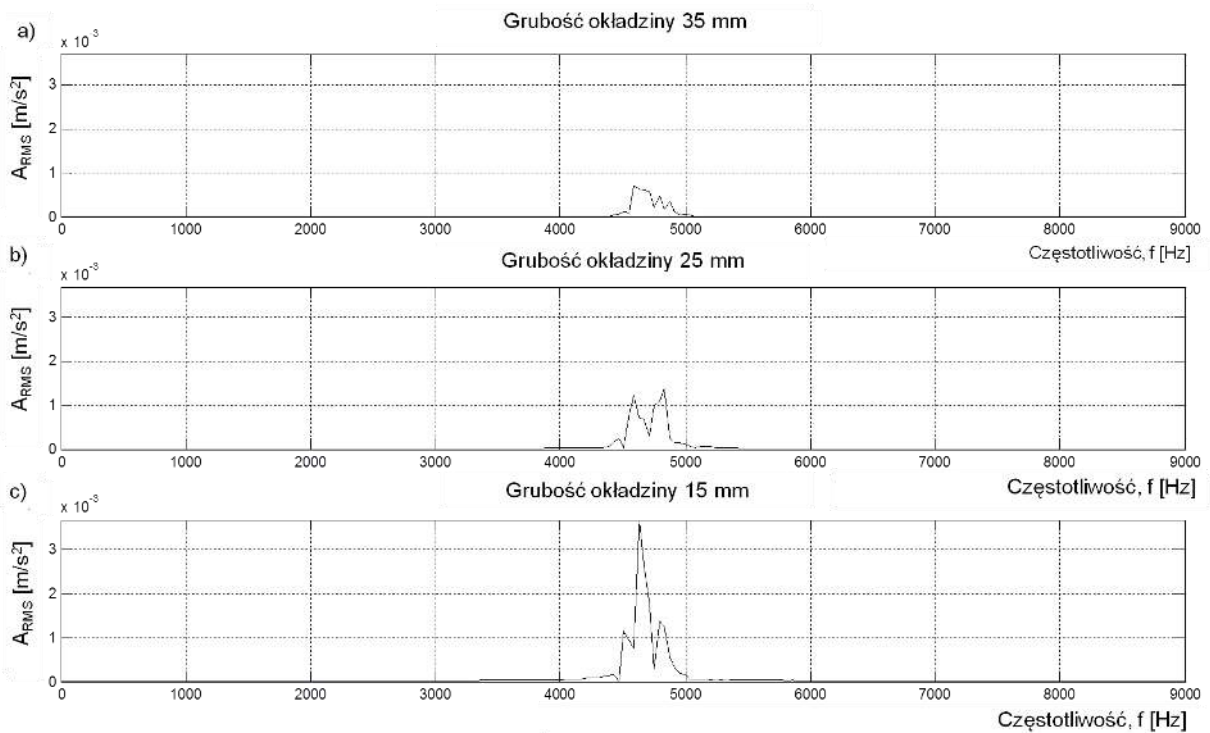 a)
Grubość okładziny 35 mm
x 10-3
A RMS [m/s²]
3
2
1
0
0 1000 2000 3000 4000 5000 6000 7000 8000 9000
Częstotliwość, f [Hz]
b)
Grubość okładziny 25 mm
x 10-3
A RMS [m/s²]
3
2
1
0
0 1000 2000 3000 4000 5000 6000 7000 8000 9000
Częstotliwość, f [Hz]
c)
Grubość okładziny 15 mm
x 10-3
A RMS [m/s²]
3
2
1
0
0 1000 2000 3000 4000 5000 6000 7000 8000 9000
Częstotliwość, f [Hz]